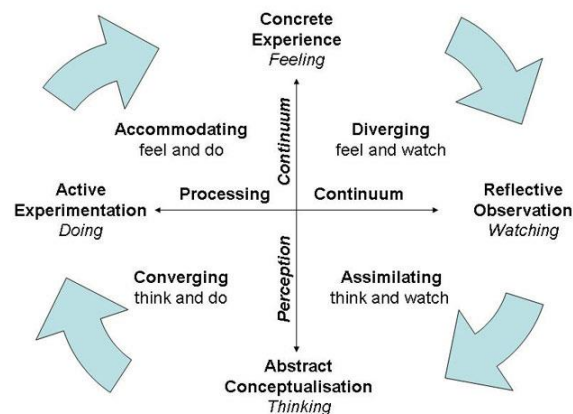 Concrete
Experience
Feeling
Continuum
Accommodating
feel and do
Diverging
feel and watch
Active
Experimentation
Doing
Processing
Continuum
Reflective
Observation
Watching
Converging
think and do
Perception
Assimilating
think and watch
Abstract
Conceptualisation
Thinking